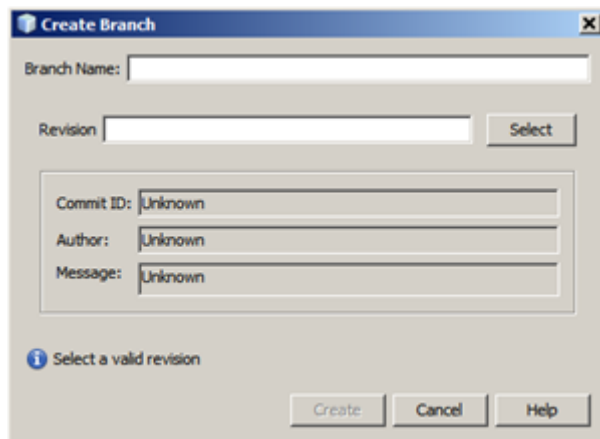 Create Branch
Branch Name:
Revision Select
Commit ID: Unknown
Author: Unknown
Message: Unknown
Select a valid revision
Create Cancel Help